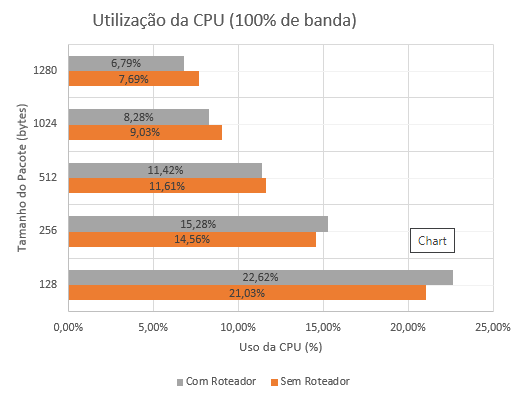 Utilização da CPU (100% de banda)
Tamanho do Pacote (bytes)
1280
6,79%
7,69%
1024
8,28%
9,03%
512
11,42%
11,61%
256
15,28%
14,56%
Chart
128
22,62%
21,03%
0,00% 5,00% 10,00% 15,00% 20,00% 25,00%
Uso da CPU (%)
Com Roteador Sem Roteador